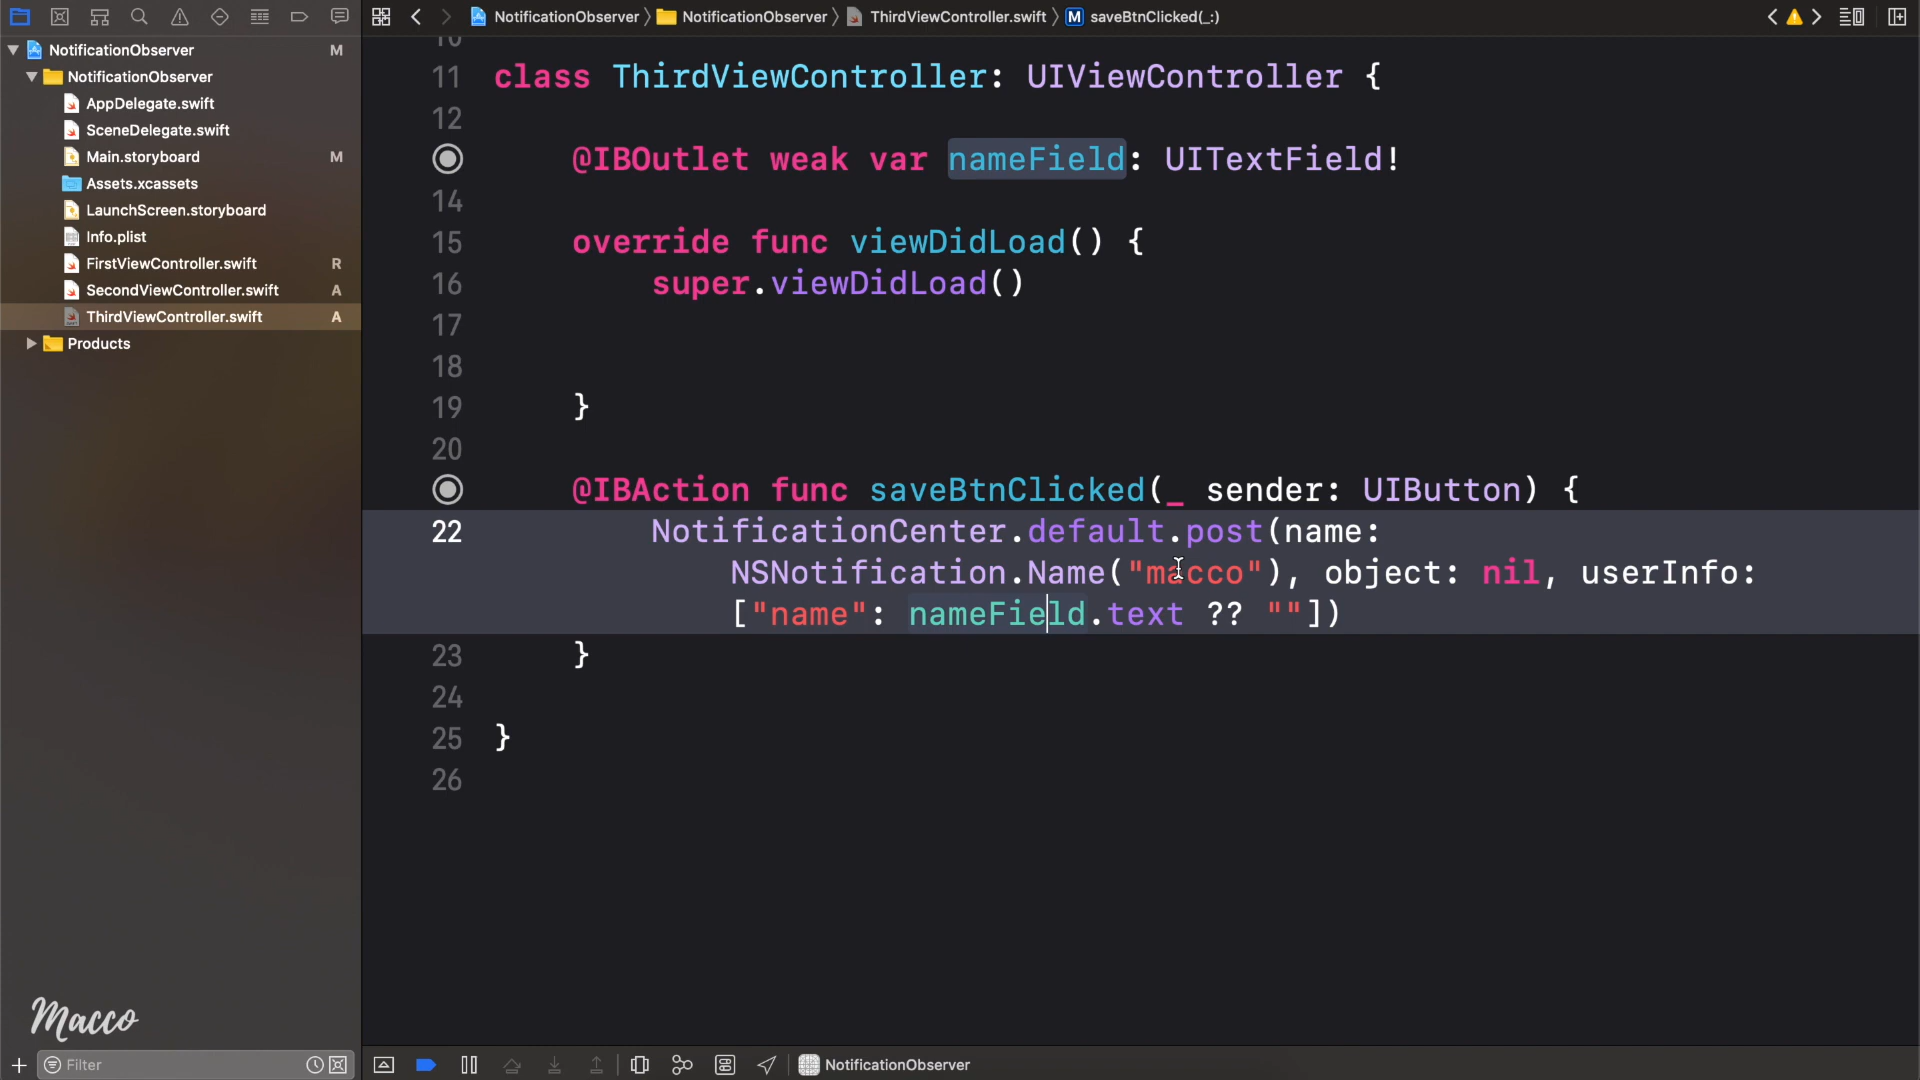 NotificationObserver NotificationObserver ThirdViewController.swift M saveBtnClicked(_:)
NotificationObserver M
NotificationObserver
AppDelegate.swift
SceneDelegate.swift
Main.storyboard M
Assets.xcassets
LaunchScreen.storyboard
Info.plist
FirstViewController.swift R
SecondViewController.swift A
ThirdViewController.swift A
Products
Macco
Filter
10
11 class ThirdViewController: UIViewController {
12
@IBOutlet weak var nameField: UITextField!
14
15 override func viewDidLoad() {
16 super.viewDidLoad()
17
18
19 }
20
@IBAction func saveBtnClicked(_ sender: UIButton) {
22 NotificationCenter.default.post(name:
NSNotification.Name("macco"), object: nil, userInfo:
["name": nameField.text ?? ""])
23 }
24
25 }
26
NotificationObserver